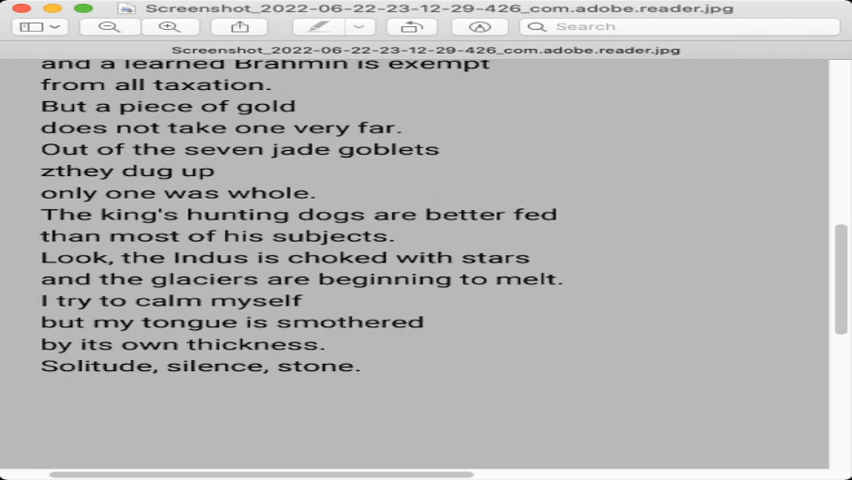 Screenshot_2022-06-22-23-12-29-426_com.adobe.reader.jpg
Search
Screenshot_2022-06-22-23-12-29-426_com.adobe.reader.jpg
and a learned Brahmin is exempt
from all taxation.
But a piece of gold
does not take one very far.
Out of the seven jade goblets
zthey dug up
only one was whole.
The king's hunting dogs are better fed
than most of his subjects.
Look, the Indus is choked with stars
and the glaciers are beginning to melt.
I try to calm myself
but my tongue is smothered
by its own thickness.
Solitude, silence, stone.